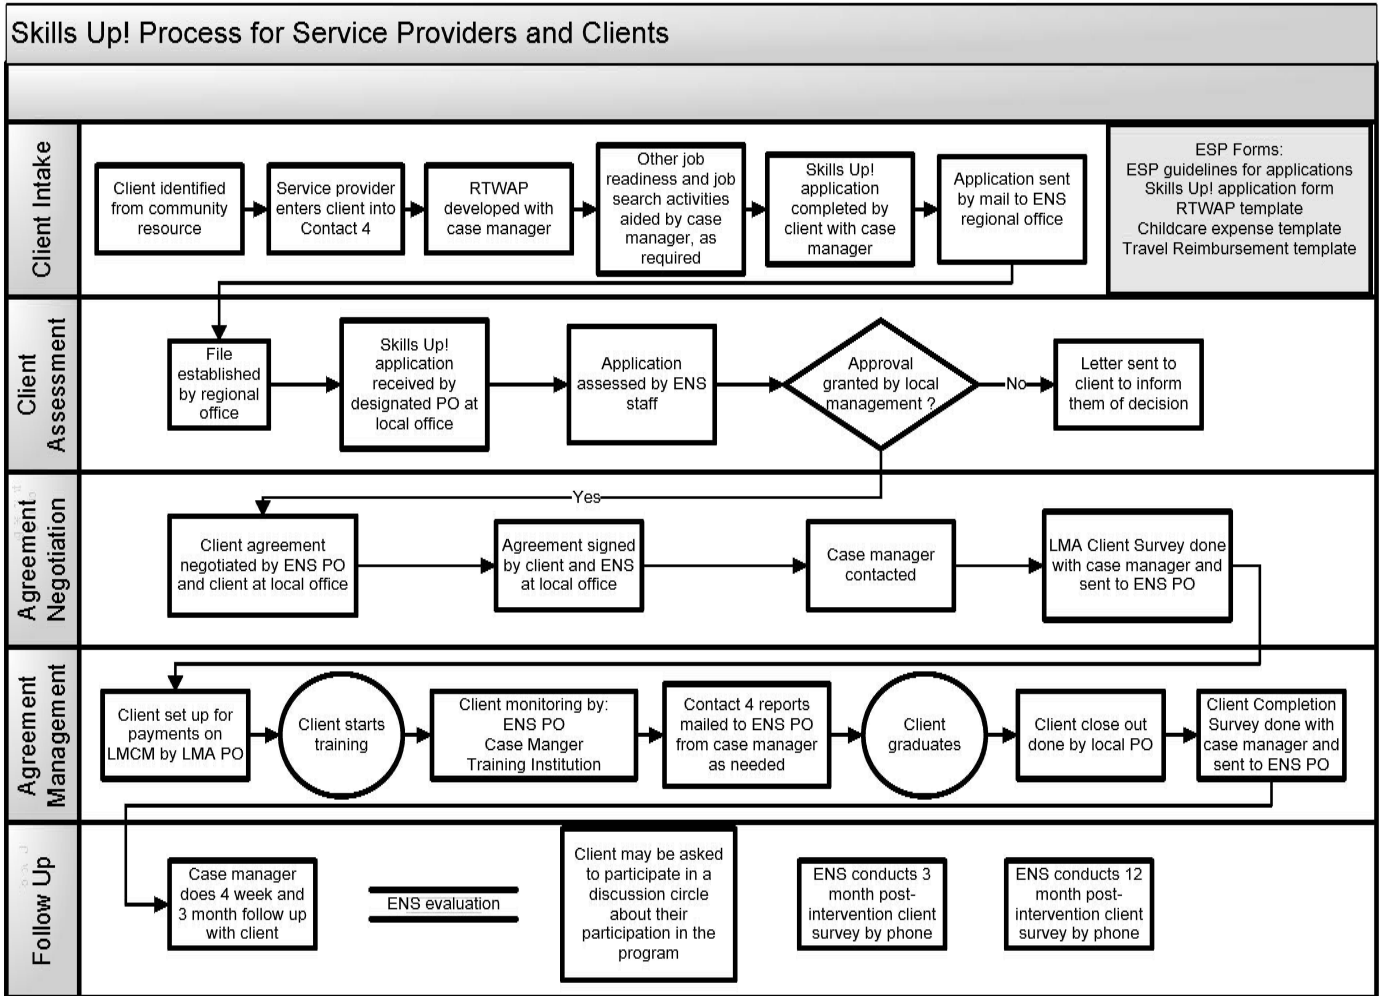 Skills Up! Process for Service Providers and Clients
Client Intake
Client identified
from community
resource
Service provider
enters client into
Contact 4
RTWAP
developed with
case manager
Other job
readiness and job
search activities
aided by case
manager, as
required
Skills Up!
application
completed by
client with case
manager
Application sent
by mail to ENS
regional office
ESP Forms:
ESP guidelines for applications
Skills Up! application form
RTWAP template
Childcare expense template
Travel Reimbursement template
Client
Assessment
File
established
by regional
office
Skills Up!
application
received by
designated PO at
local office
Application
assessed by ENS
staff
Approval
granted by local
management ?
No
Letter sent to
client to inform
them of decision
Yes
Agreement
Negotiation
Client agreement
negotiated by ENS PO
and client at local office
Agreement signed
by client and ENS
at local office
Case manager
contacted
LMA Client Survey done
with case manager and
sent to ENS PO
Agreement
Management
Client set up for
payments on
LMCM by LMA PO
Client starts
training
Client monitoring by:
ENS PO
Case Manger
Training Institution
Contact 4 reports
mailed to ENS PO
from case manager
as needed
Client
graduates
Client close out
done by local PO
Client Completion
Survey done with
case manager and
sent to ENS PO
Follow Up
Case manager
does 4 week and
3 month follow up
with client
ENS evaluation
Client may be asked
to participate in a
discussion circle
about their
participation in the
program
ENS conducts 3
month post-
intervention client
survey by phone
ENS conducts 12
month post-
intervention client
survey by phone